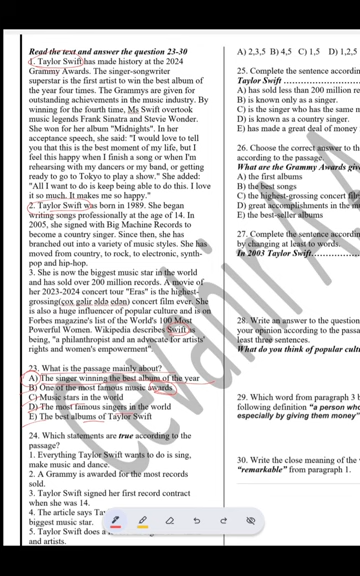 Read the text and answer the question 23-30
1. Taylor Swift has made history at the 2024
Grammy Awards. The singer-songwriter
superstar is the first artist to win the best album of
the year four times. The Grammys are given for
outstanding achievements in the music industry. By
winning for the fourth time, Ms Swift overtook
music legends Frank Sinatra and Stevie Wonder.
She won for her album "Midnights". In her
acceptance speech, she said: "I would love to tell
you that this is the best moment of my life, but I
feel this happy when I finish a song or when I'm
rehearsing with my dancers or my band, or getting
ready to go to Tokyo to play a show." She added:
"All I want to do is keep being able to do this. I love
it so much. It makes me so happy."
2. Taylor Swift was born in 1989. She began
writing songs professionally at the age of 14. In
2005, she signed with Big Machine Records to
become a country singer. Since then, she has
branched out into a variety of music styles. She has
moved from country, to rock, to electronic, synth-
pop and hip-hop.
3. She is now the biggest music star in the world
and has sold over 200 million records. A movie of
her 2023-2024 concert tour "Eras" is the highest-
grossing(çox gəlir əldə edən) concert film ever. She
is also a huge influencer of popular culture and is on
Forbes magazine's list of the World's 100 Most
Powerful Women. Wikipedia describes Swift as
being, "a philanthropist and an advocate for artists'
rights and women's empowerment".
23. What is the passage mainly about?
A) The singer winning the best album of the year
B) One of the most famous music awards
C) Music stars in the world
D) The most famous singers in the world
E) The best albums of Taylor Swift
24. Which statements are true according to the
passage?
1. Everything Taylor Swift wants to do is sing,
make music and dance.
2. A Grammy is awarded for the most records
sold.
3. Taylor Swift signed her first record contract
when she was 14.
4. The article says Tay
biggest music star.
5. Taylor Swift does a
and artists.
A) 2,3,5 B) 4,5 C) 1,5 D) 1,2,5
25. Complete the sentence accordin
Taylor Swift
A) has sold less than 200 million re
B) is known only as a singer.
C) is the singer who has the same m
D) is known as a country singer.
E) has made a great deal of money
26. Choose the correct answer to th
according to the passage.
What are the Grammy Awards giv
A) the first albums
B) the best songs
C) the highest-grossing concert film
D) great accomplishments in the m
E) the best-seller albums
27. Complete the sentence accordin
by changing at least to words.
In 2003 Taylor Swift
28. Write an answer to the question
your opinion according to the passa
least three sentences.
What do you think of popular cultu
29. Which word from paragraph 3 b
following definition "a person who
especially by giving them money"
30. Write the close meaning of the
"remarkable" from paragraph 1.